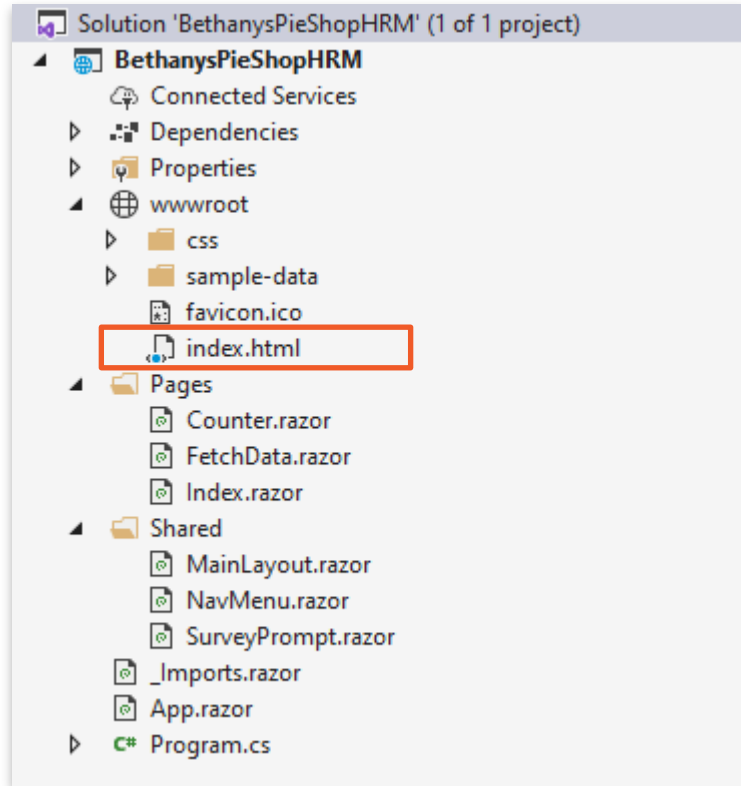 Solution 'BethanysPieShopHRM' (1 of 1 project)
BethanysPieShopHRM
Connected Services
Dependencies
Properties
wwwroot
css
sample-data
favicon.ico
index.html
Pages
Counter.razor
FetchData.razor
Index.razor
Shared
MainLayout.razor
NavMenu.razor
SurveyPrompt.razor
_Imports.razor
App.razor
C# Program.cs